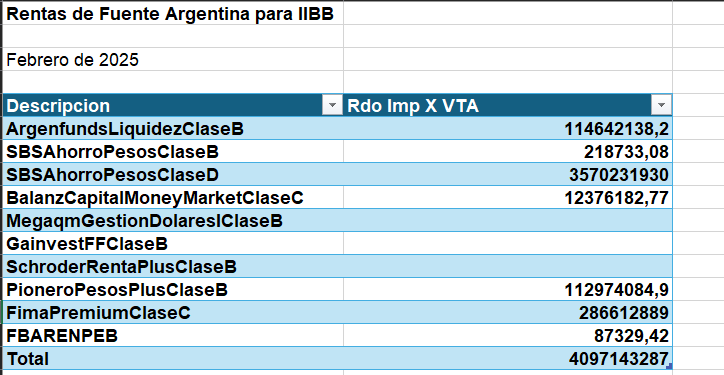 Rentas de Fuente Argentina para IIBB
Febrero de 2025
Descripcion Rdo Imp X VTA
ArgenfundsLiquidezClaseB 114642138,2
SBSAhorroPesosClaseB 218733,08
SBSAhorroPesosClaseD 3570231930
BalanzCapitalMoneyMarketClaseC 12376182,77
MegaqmGestionDolaresIClaseB
GainvestFFClaseB
SchroderRentaPlusClaseB
PioneroPesosPlusClaseB 112974084,9
FimaPremiumClaseC 286612889
FBARENPEB 87329,42
Total 4097143287